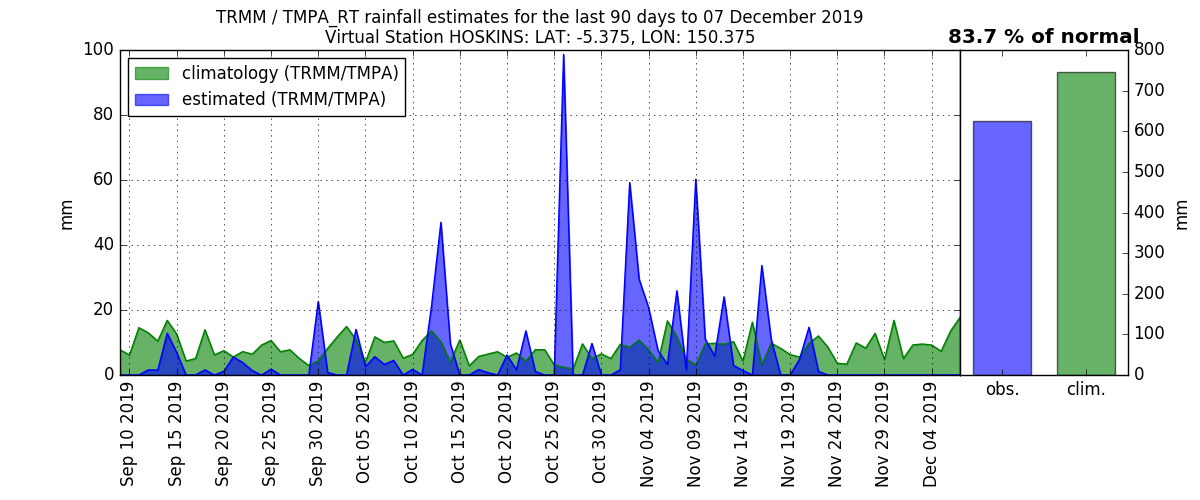 TRMM / TMPA_RT rainfall estimates for the last 90 days to 07 December 2019
Virtual Station HOSKINS: LAT: -5.375, LON: 150.375
83.7 % of normal
climatology (TRMM/TMPA)
estimated (TRMM/TMPA)
100
80
60
40
20
0
mm
800
700
600
500
400
300
200
100
0
mm
Sep 10 2019
Sep 15 2019
Sep 20 2019
Sep 25 2019
Sep 30 2019
Oct 05 2019
Oct 10 2019
Oct 15 2019
Oct 20 2019
Oct 25 2019
Oct 30 2019
Nov 04 2019
Nov 09 2019
Nov 14 2019
Nov 19 2019
Nov 24 2019
Nov 29 2019
Dec 04 2019
obs.
clim.